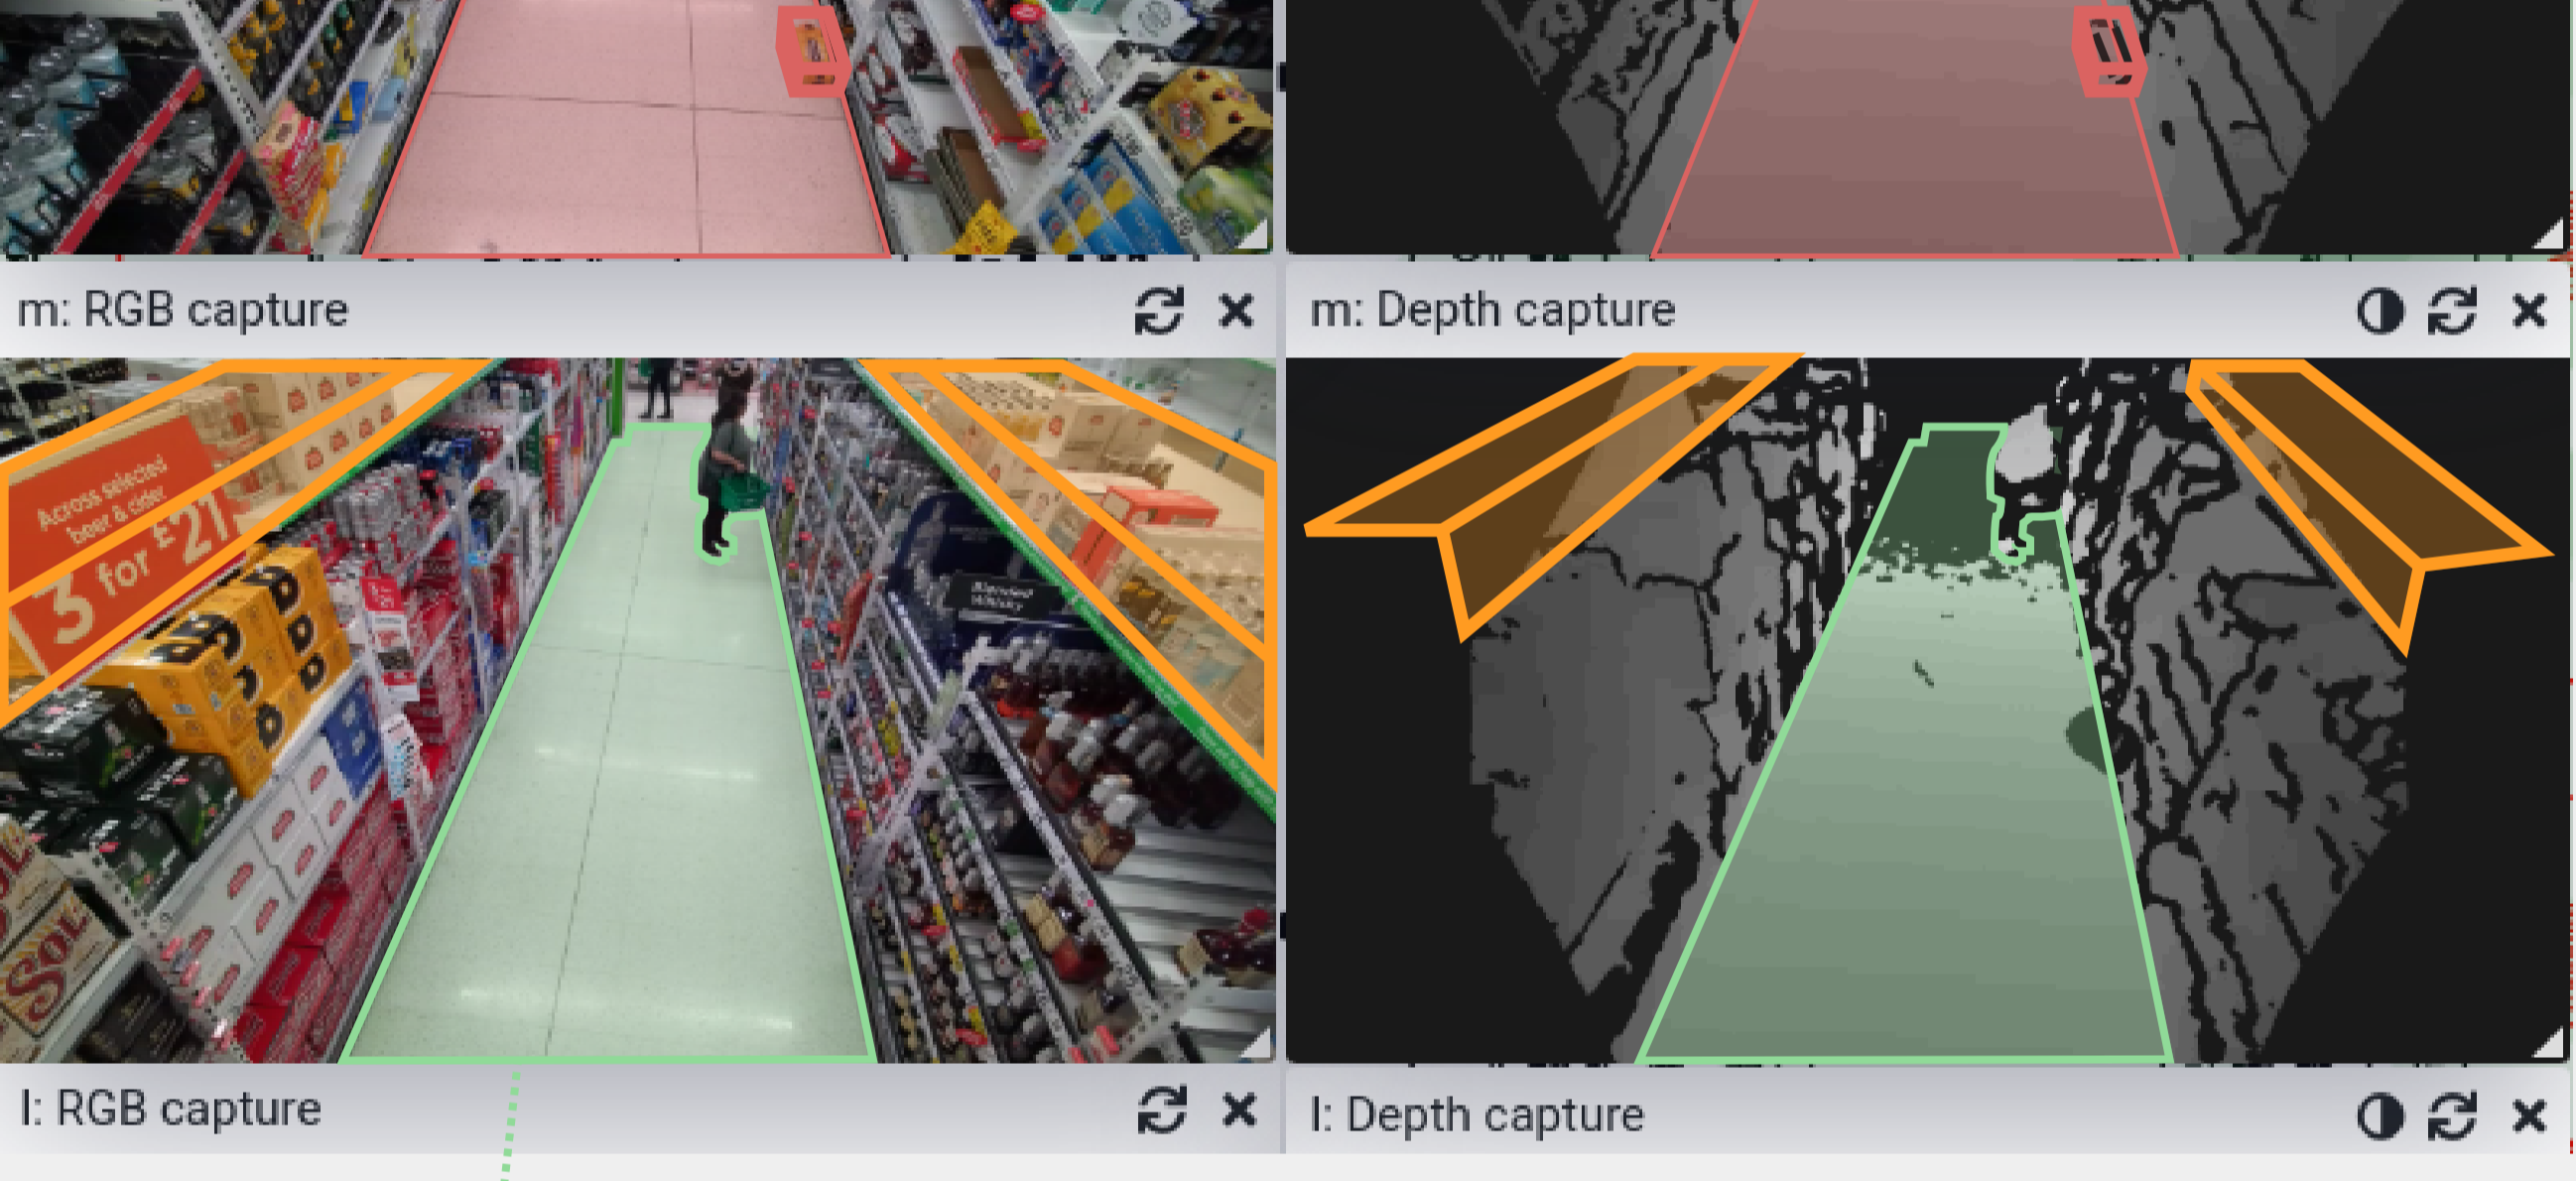 m: RGB capture
m: Depth capture
Across selected
beer & cider
3 for £21
Blended
Whisky
SOL
l: RGB capture
l: Depth capture